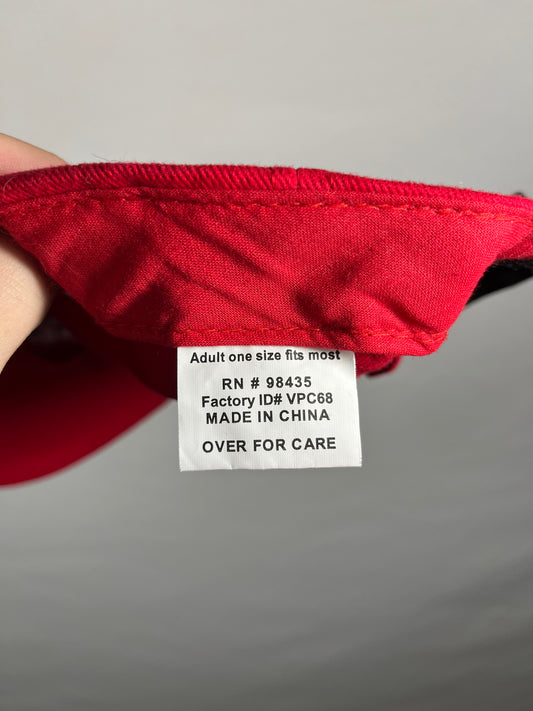 Adult one size fits most
RN # 98435
Factory ID# VPC68
MADE IN CHINA
OVER FOR CARE